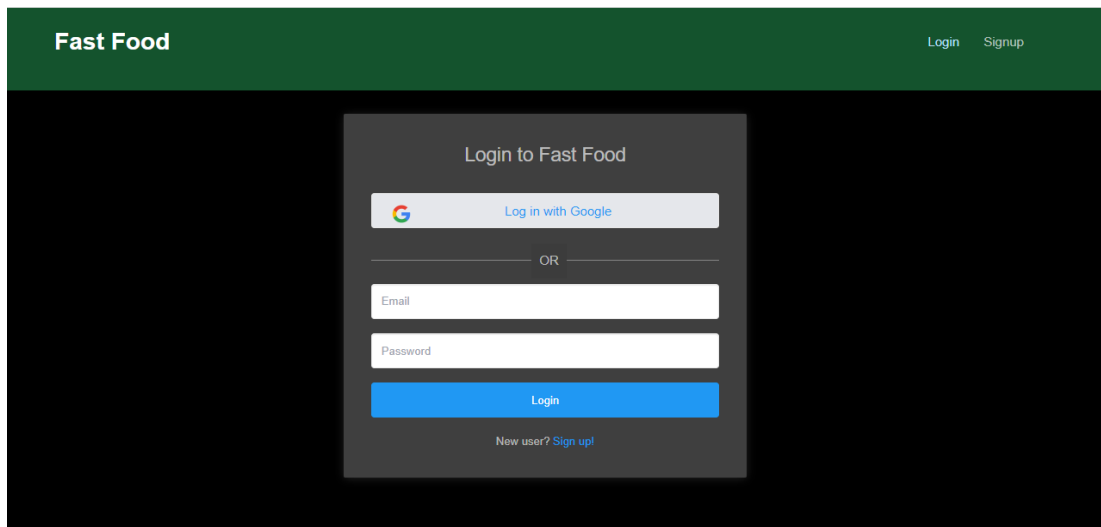 Fast Food
Login Signup
Login to Fast Food
Log in with Google
OR
Email
Password
Login
New user? Sign up!